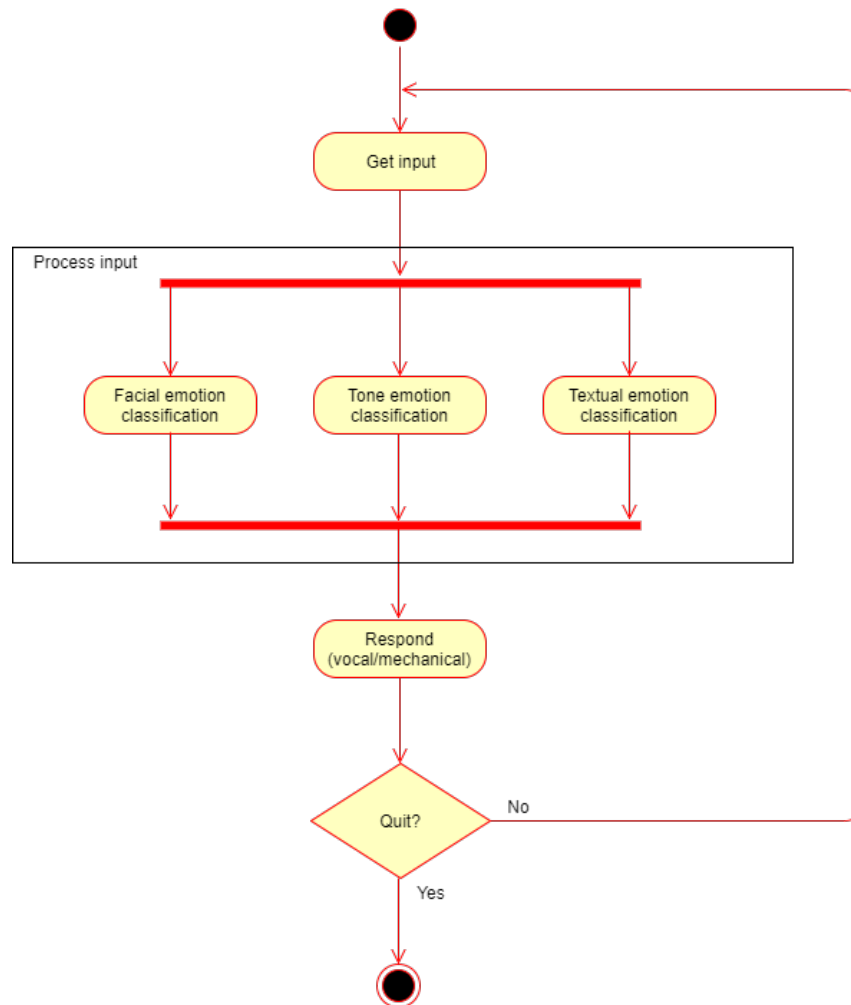 Get input
Process input
Facial emotion
classification
Tone emotion
classification
Textual emotion
classification
Respond
(vocal/mechanical)
Quit?
No
Yes